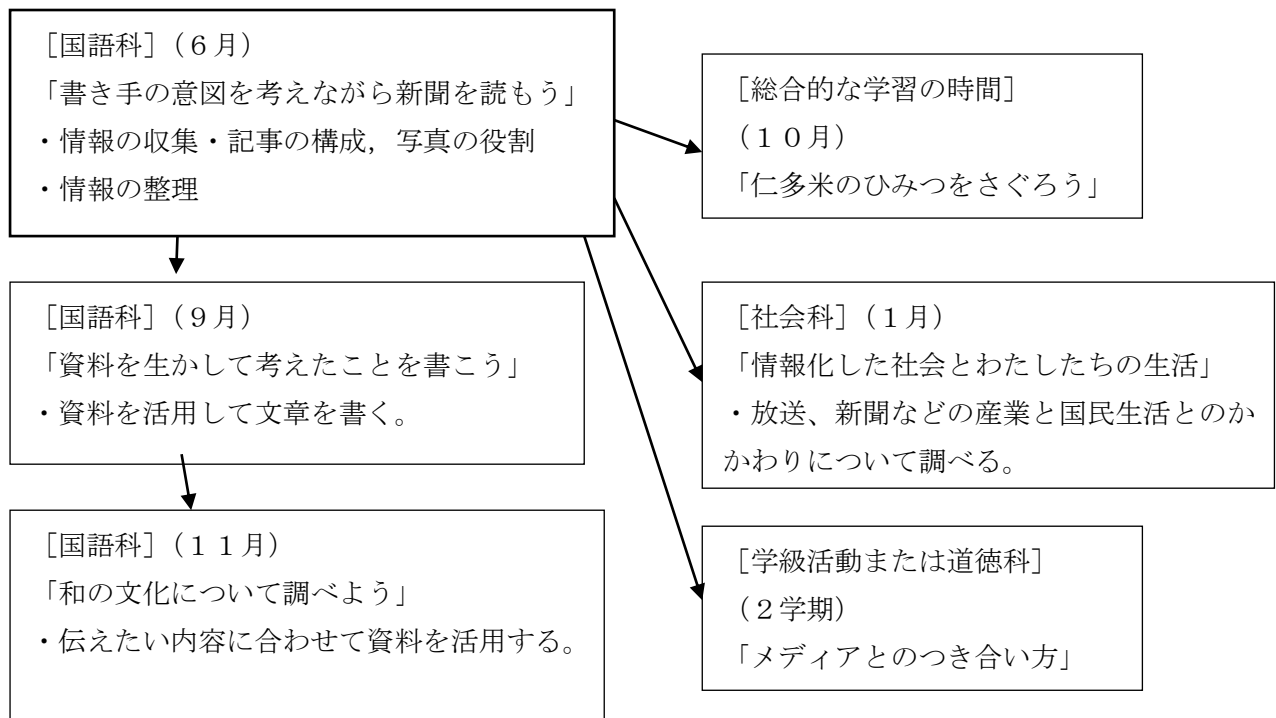 [国語科](6月)
「書き手の意図を考えながら新聞を読もう」
・情報の収集・記事の構成，写真の役割
・情報の整理
[総合的な学習の時間]
(10月)
「仁多米のひみつをさぐろう」
[国語科](9月)
「資料を生かして考えたことを書こう」
・資料を活用して文章を書く。
[社会科](1月)
「情報化した社会とわたしたちの生活」
・放送、新聞などの産業と国民生活とのか
かわりについて調べる。
[国語科](11月)
「和の文化について調べよう」
・伝えたい内容に合わせて資料を活用する。
[学級活動または道徳科]
(2学期)
「メディアとのつき合い方」